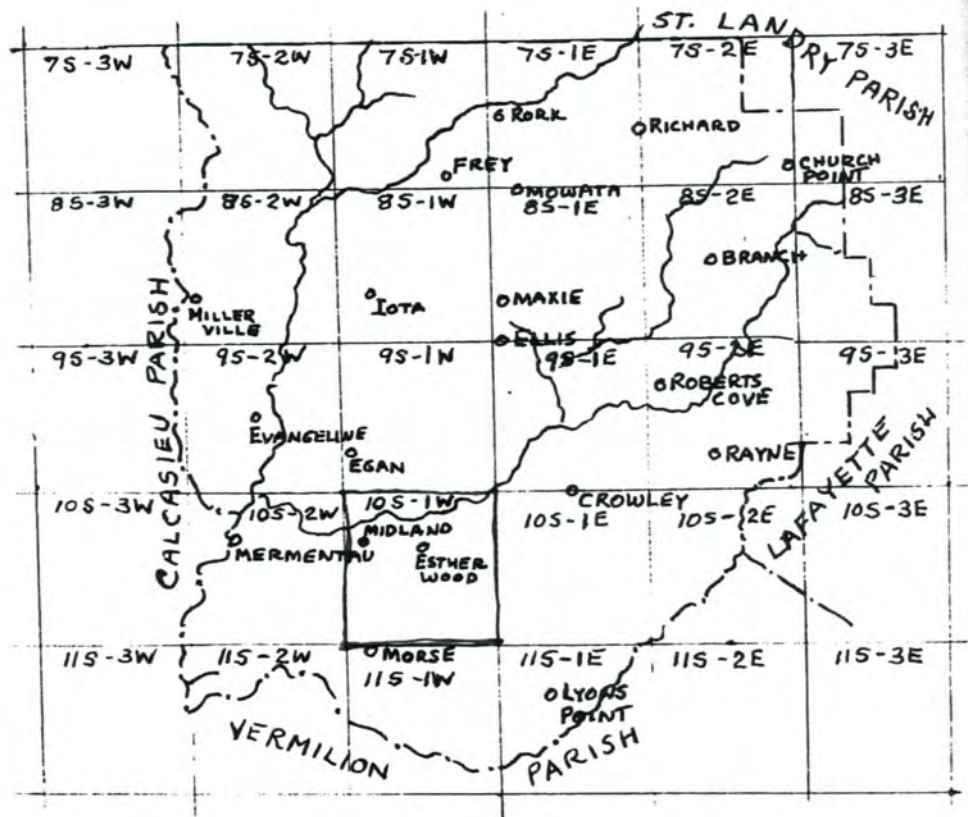 ST. LAN
RY PARISH
7S-3W
7S-2W
7S-1W
7S-1E
7S-2E
7S-3E
RORK
RICHARD
FREY
CHURCH
POINT
MOWATA
8S-3W
8S-2W
8S-1W
8S-1E
8S-2E
8S-3E
BRANCH
MILLER
VILLE
IOTA
MAXIE
CALCASIEU PARISH
ELLIS
9S-3W
9S-2W
9S-1W
9S-1E
9S-2E
9S-3E
ROBERTS
COVE
EVANGELINE
EGAN
RAYNE
LAFAYETTE
PARISH
10S-3W
10S-2W
10S-1W
CROWLEY
10S-1E
10S-2E
10S-3E
MERMENTAU
MIDLAND
ESTHER
WOOD
11S-3W
11S-2W
MORSE
11S-1W
11S-1E
11S-2E
11S-3E
LYONS
POINT
VERMILION
PARISH